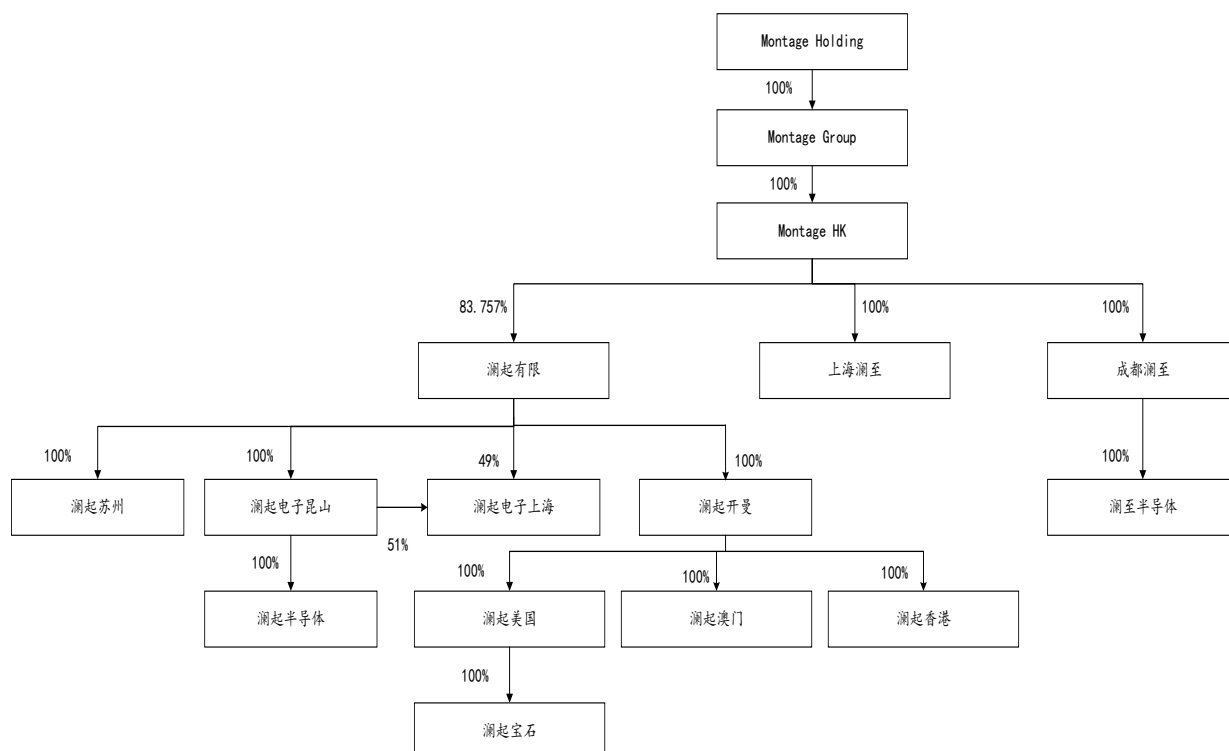 Montage Holding
100%
Montage Group
100%
Montage HK
83.757%
100%
100%
澜起有限
上海澜至
成都澜至
100%
100%
49%
100%
100%
澜起苏州
澜起电子昆山
澜起电子上海
澜起开曼
澜至半导体
51%
100%
100%
100%
100%
澜起半导体
澜起美国
澜起澳门
澜起香港
100%
澜起宝石